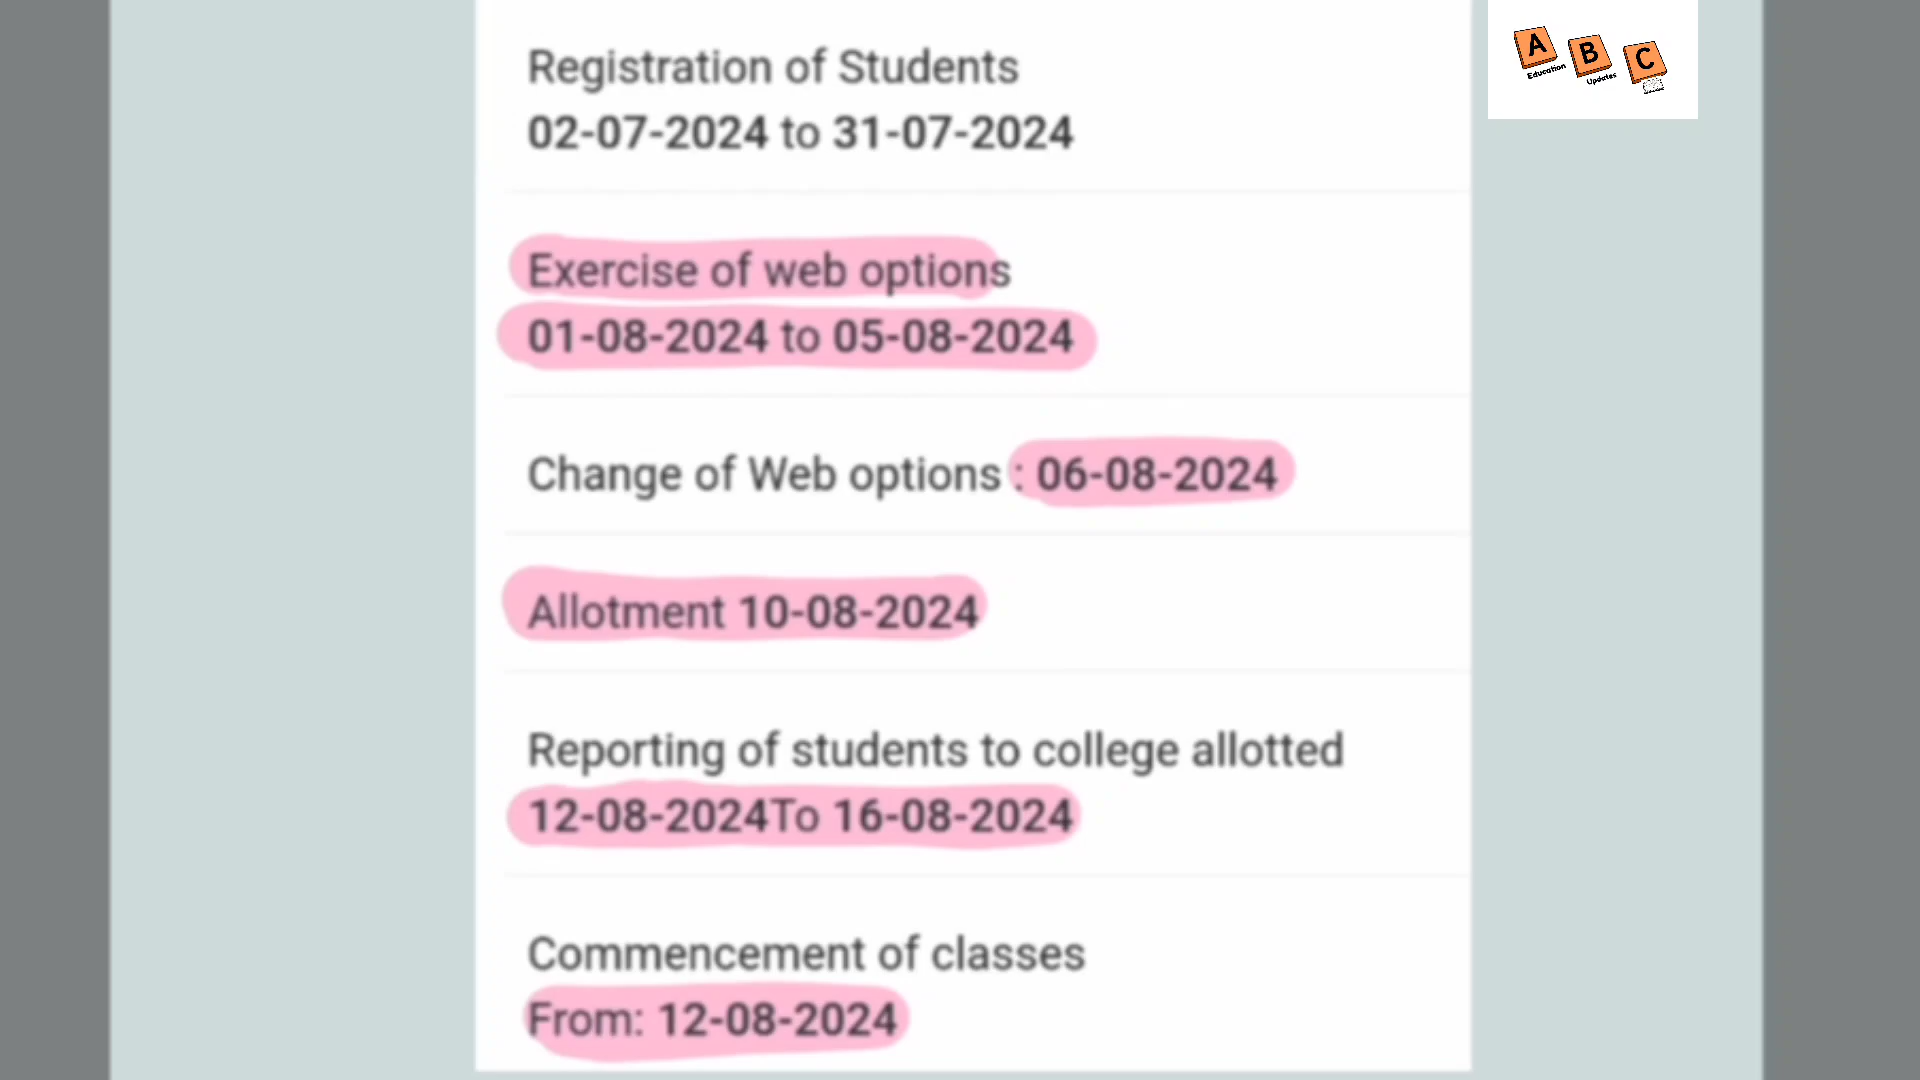 Registration of Students
02-07-2024 to 31-07-2024
Exercise of web options
01-08-2024 to 05-08-2024
Change of Web options : 06-08-2024
Allotment 10-08-2024
Reporting of students to college allotted
12-08-2024To 16-08-2024
Commencement of classes
From: 12-08-2024
A B C
Education Updates